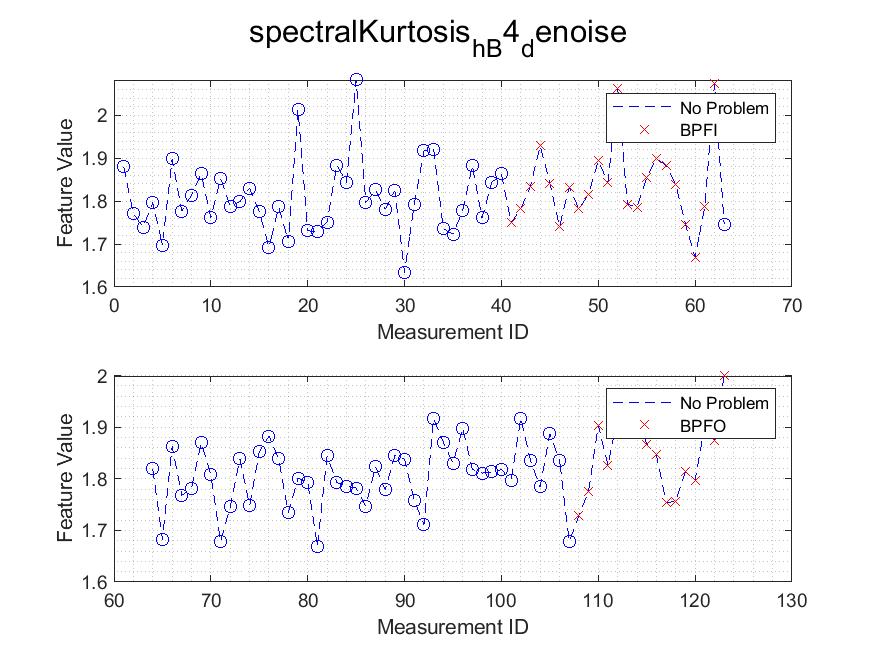 spectralKurtosis_hB4_denoise
2
1.9
1.8
1.7
1.6
Feature Value
No Problem
BPFI
0 10 20 30 40 50 60 70
Measurement ID
2
1.9
1.8
1.7
1.6
Feature Value
No Problem
BPFO
60 70 80 90 100 110 120 130
Measurement ID